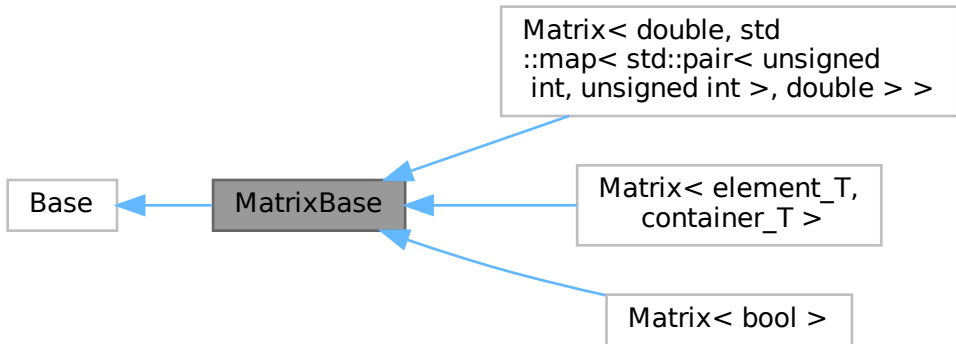 Matrix< double, std
::map< std::pair< unsigned
int, unsigned int >, double > >
Base
MatrixBase
Matrix< element_T,
container_T >
Matrix< bool >